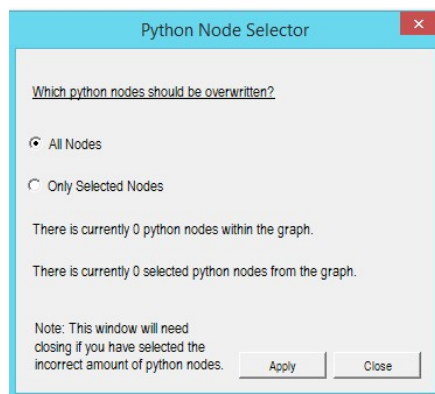 Python Node Selector
Which python nodes should be overwritten?
All Nodes
Only Selected Nodes
There is currently 0 python nodes within the graph.
There is currently 0 selected python nodes from the graph.
Note: This window will need
closing if you have selected the
incorrect amount of python nodes.
Apply
Close